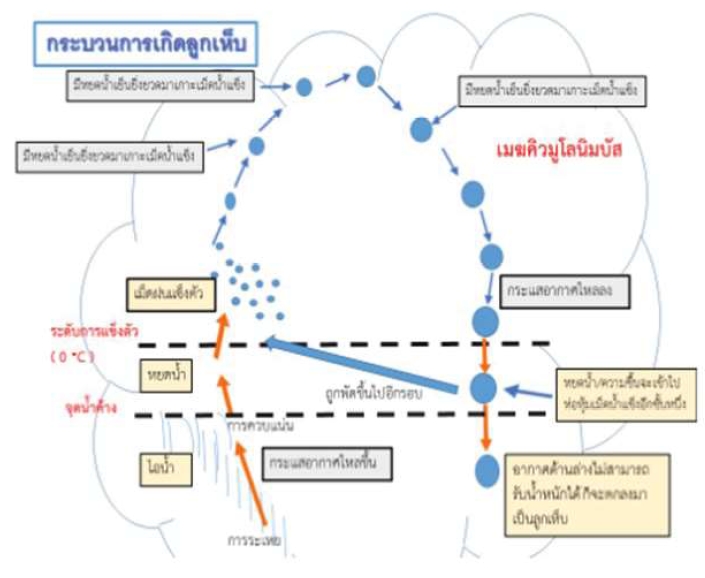 กระบวนการเกิดลูกเห็บ
มีหยดน้ำเย็นยิ่งยวดมาเกาะเม็ดน้ำแข็ง
มีหยดน้ำเย็นยิ่งยวดมาเกาะเม็ดน้ำแข็ง
มีหยดน้ำเย็นยิ่งยวดมาเกาะเม็ดน้ำแข็ง
เมฆคิวมูโลนิมบัส
เม็ดฝนแข็งตัว
กระแสอากาศไหลลง
ระดับการแข็งตัว
(0 °C)
หยดน้ำ
ถูกพัดขึ้นไปอีกรอบ
หยดน้ำ/ความชื้นจะเข้าไป
ห่อหุ้มเม็ดน้ำแข็งอีกชั้นหนึ่ง
จุดน้ำค้าง
การควบแน่น
ไอน้ำ
กระแสอากาศไหลขึ้น
อากาศด้านล่างไม่สามารถ
รับน้ำหนักได้ ก็จะตกลงมา
เป็นลูกเห็บ
การระเหย